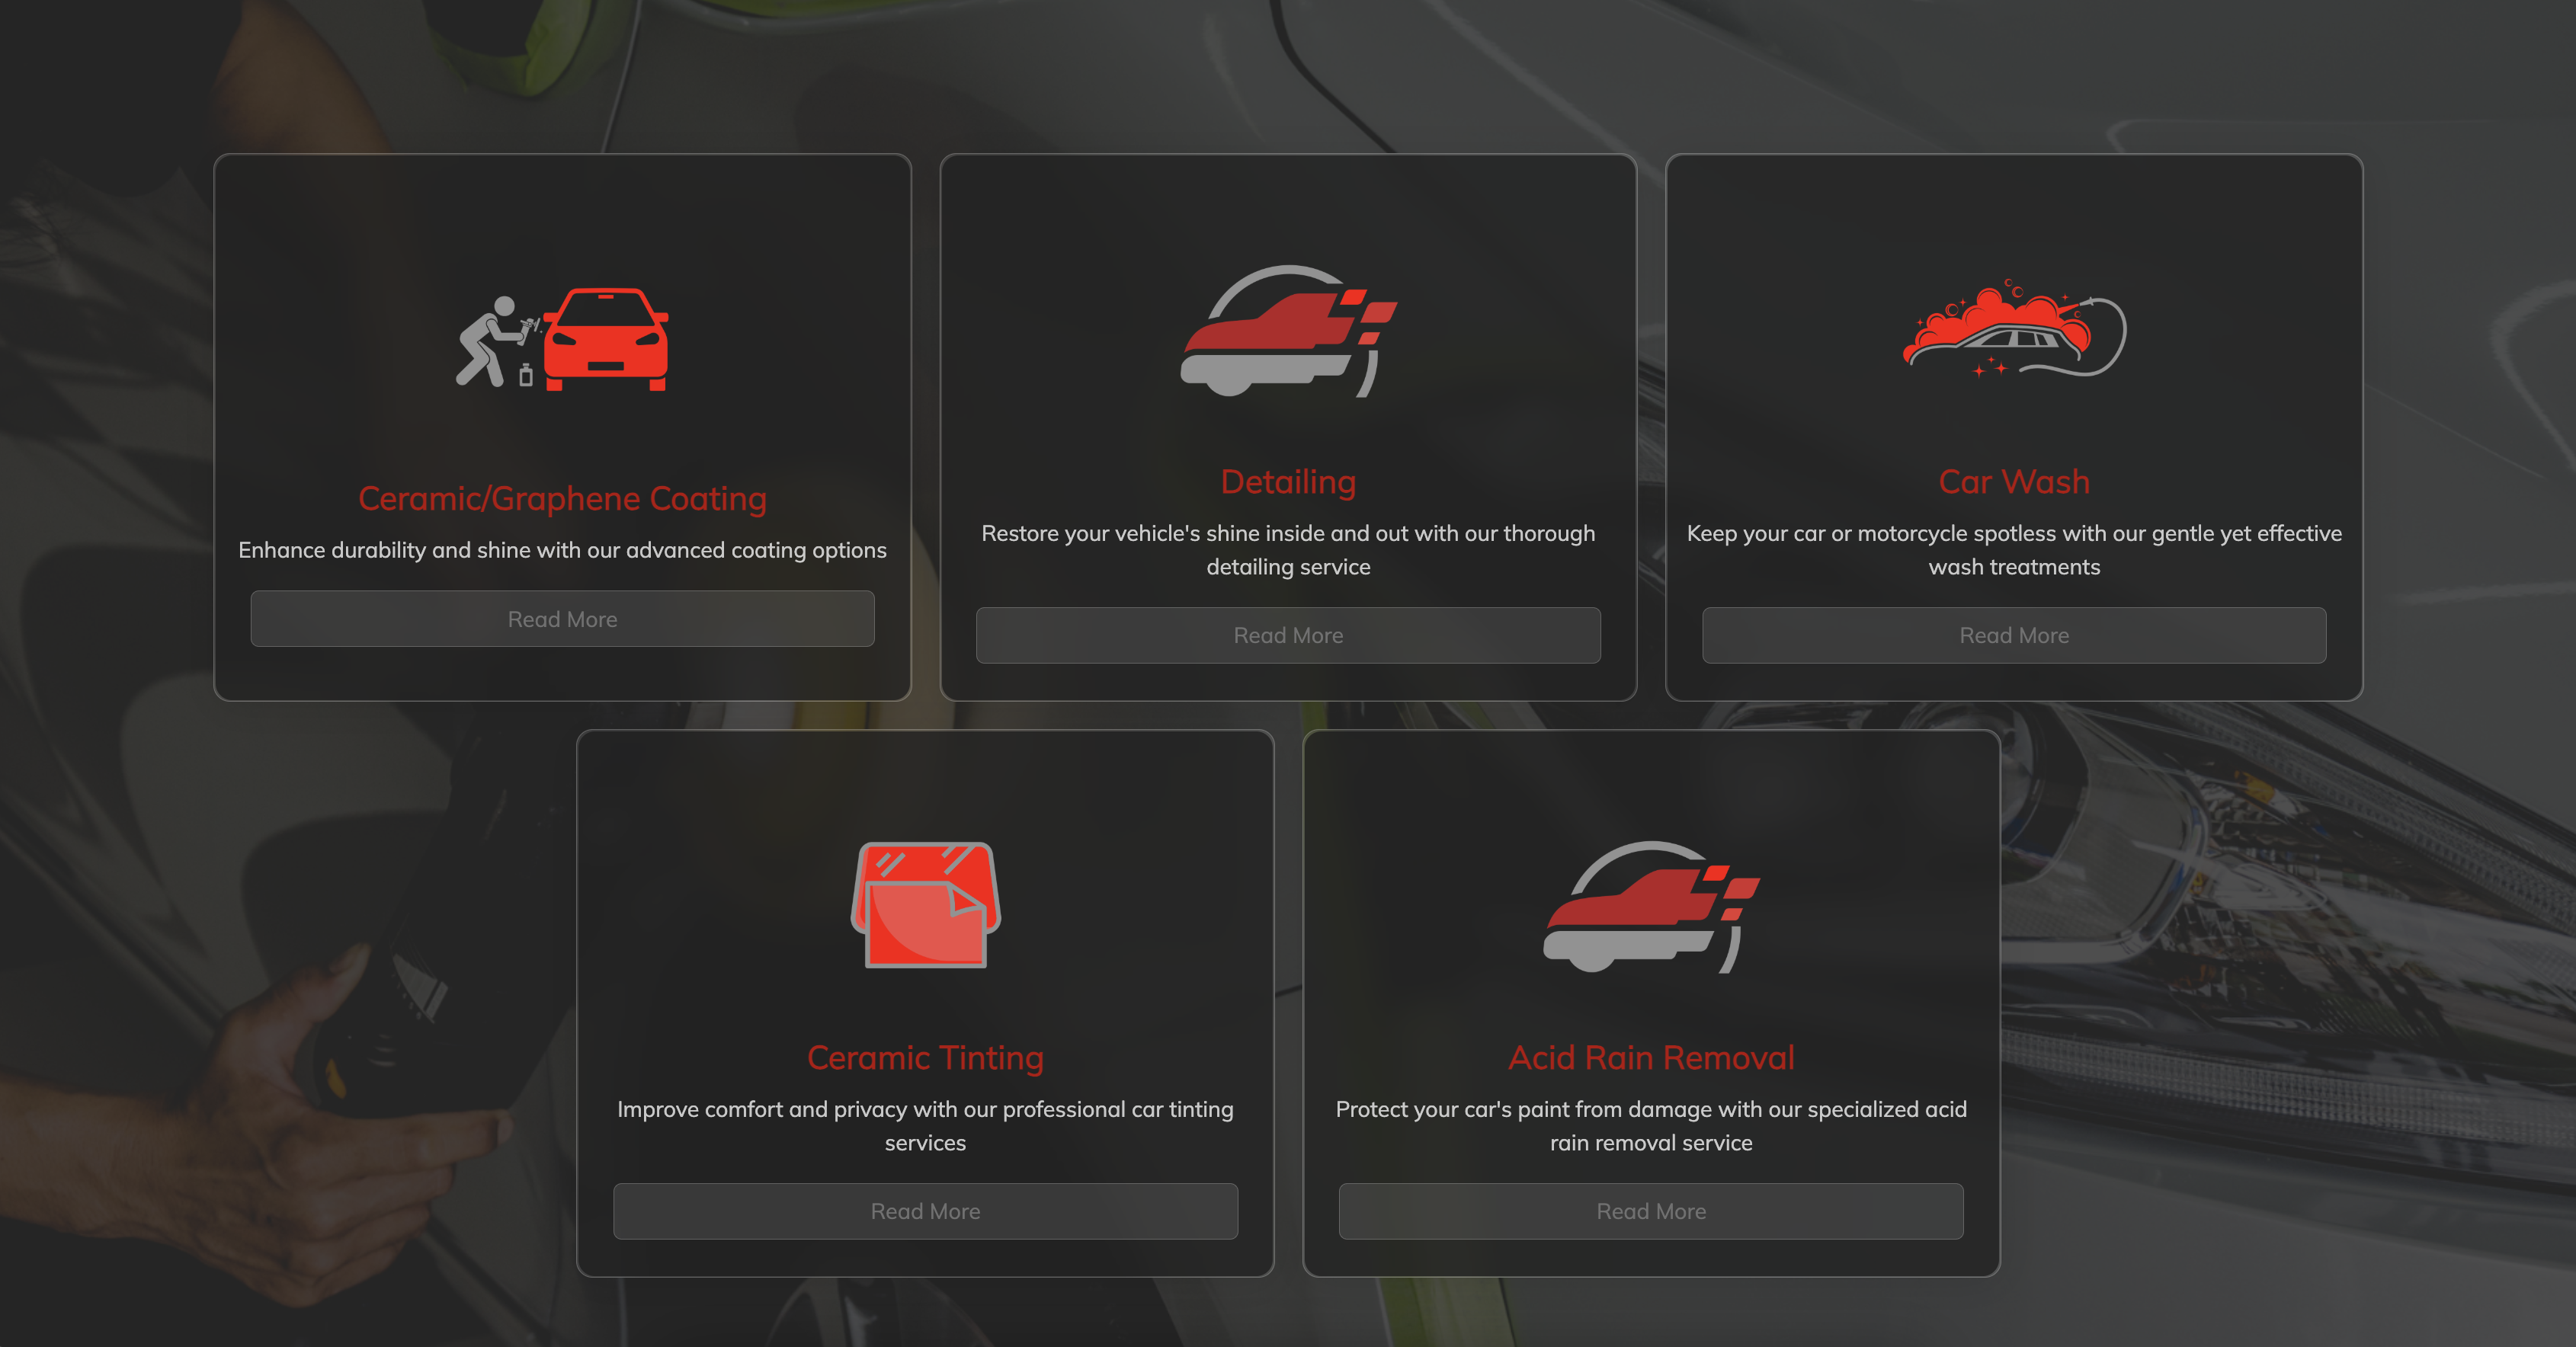 Ceramic/Graphene Coating
Enhance durability and shine with our advanced coating options
Read More
Detailing
Restore your vehicle's shine inside and out with our thorough
detailing service
Read More
Car Wash
Keep your car or motorcycle spotless with our gentle yet effective
wash treatments
Read More
Ceramic Tinting
Improve comfort and privacy with our professional car tinting
services
Read More
Acid Rain Removal
Protect your car's paint from damage with our specialized acid
rain removal service
Read More